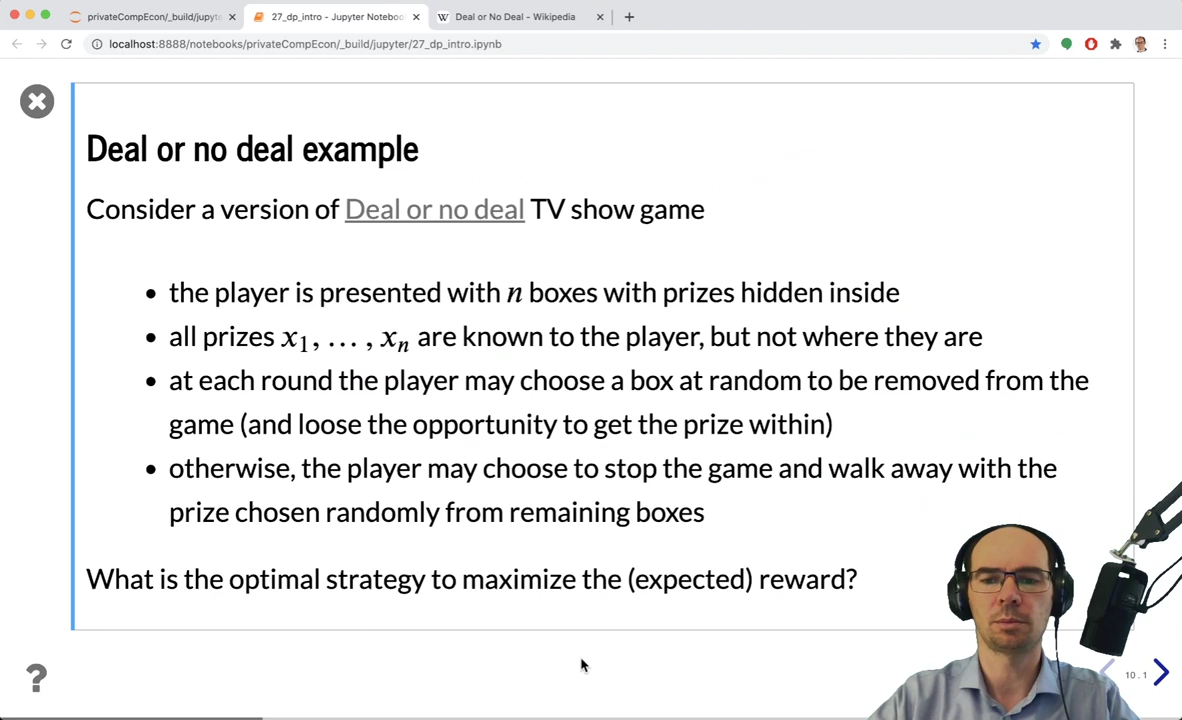 privateCompEcon/_build/jupyt
27_dp_intro - Jupyter Noteboo
W Deal or No Deal - Wikipedia
localhost:8888/notebooks/privateCompEcon/_build/jupyter/27_dp_intro.ipynb
Deal or no deal example
Consider a version of Deal or no deal TV show game
• the player is presented with n boxes with prizes hidden inside
• all prizes x₁, … , xₙ are known to the player, but not where they are
• at each round the player may choose a box at random to be removed from the
game (and loose the opportunity to get the prize within)
• otherwise, the player may choose to stop the game and walk away with the
prize chosen randomly from remaining boxes
What is the optimal strategy to maximize the (expected) reward?
?
10 . 1